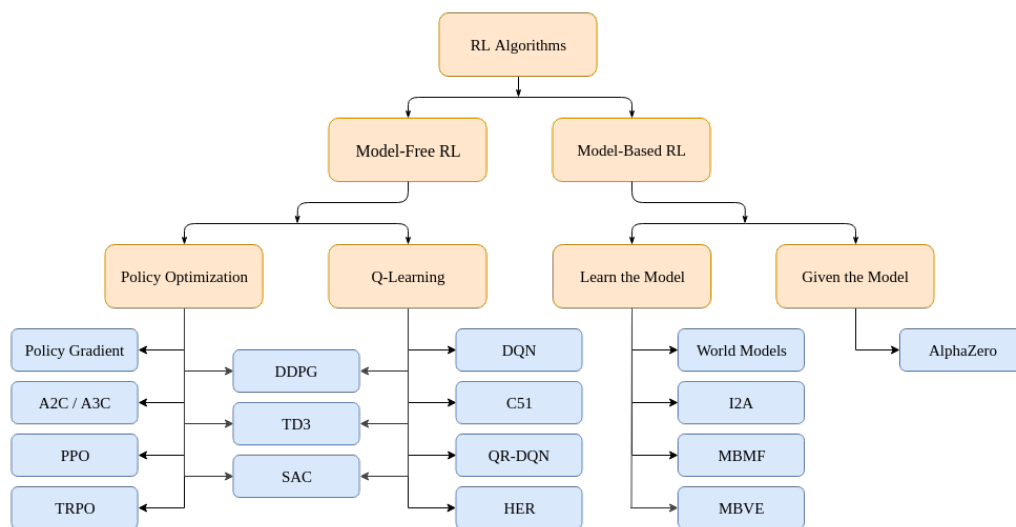 RL Algorithms
Model-Free RL
Model-Based RL
Policy Optimization
Q-Learning
Learn the Model
Given the Model
Policy Gradient
DDPG
DQN
World Models
AlphaZero
A2C / A3C
TD3
C51
I2A
PPO
SAC
QR-DQN
MBMF
TRPO
HER
MBVE